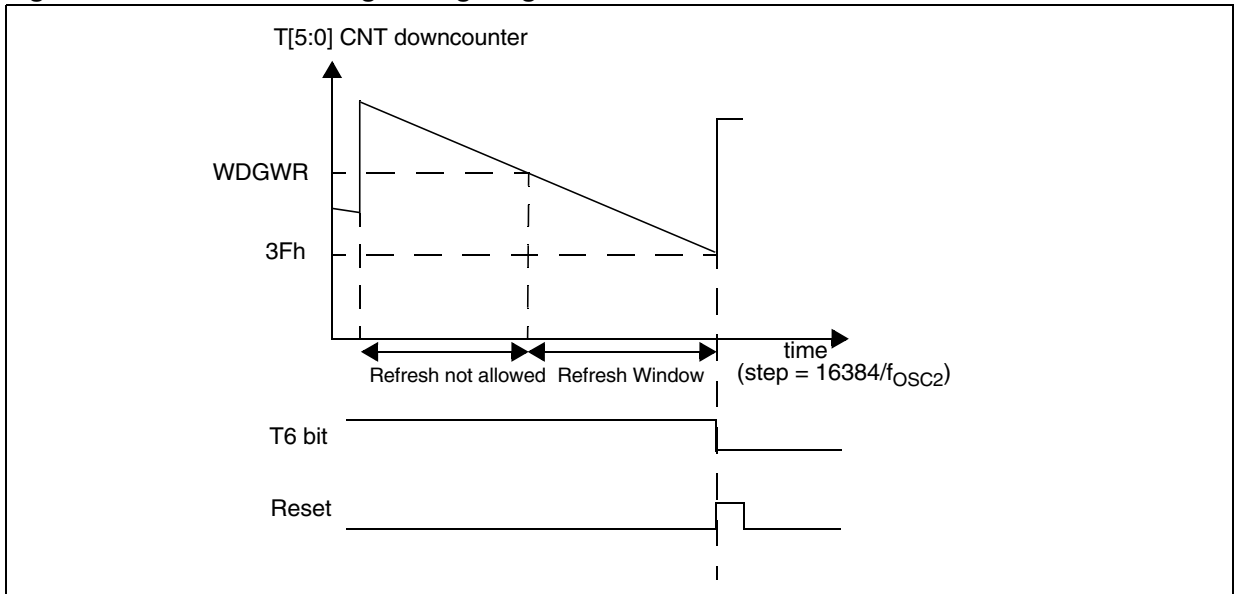 T[5:0] CNT downcounter
WDGWR
3Fh
time
Refresh not allowed Refresh Window (step = 16384/fOSC2)
T6 bit
Reset